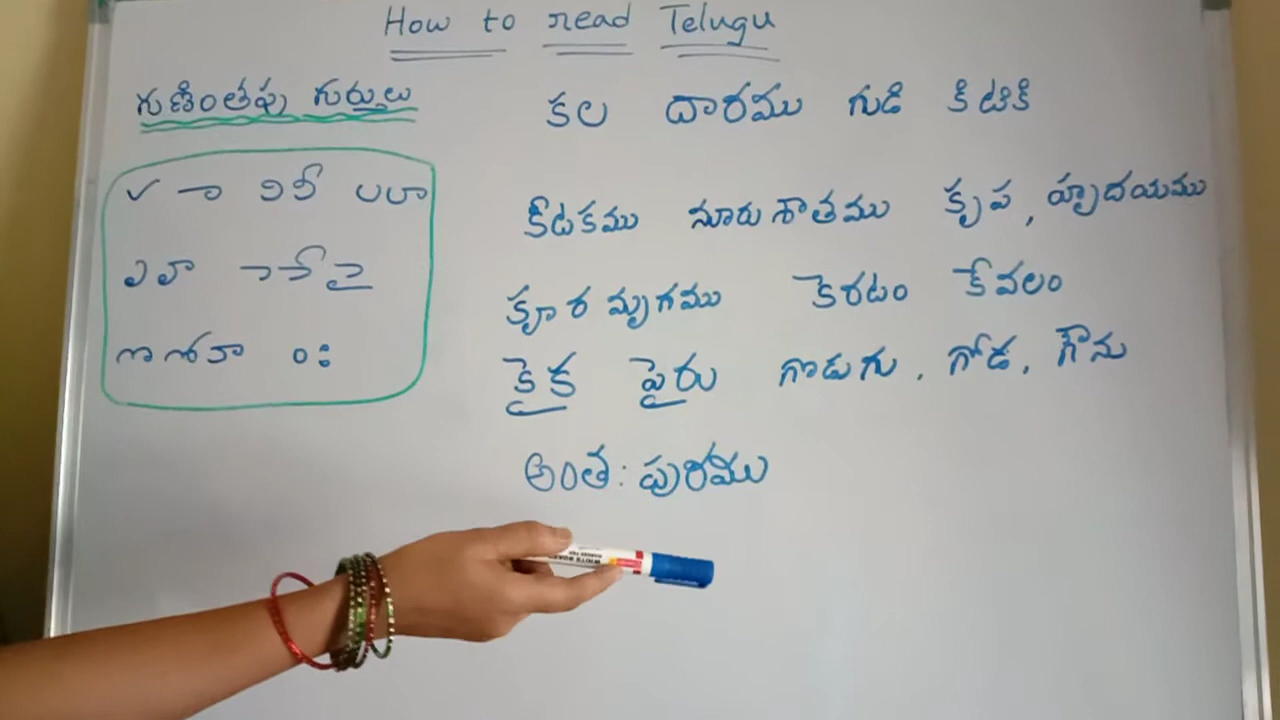 How to read Telugu
గుణింతపు గుర్తులు
కల దారము గుడి కిటికి
✓ ా ి ీ ు ూ
కీటకము నూరు శాతము కృప, హృదయము
ృ ౄ ె ే ై
కౄర మృగము కెరటం కేవలం
ొ ో ౌ ం ః
కైక పైరు గొడుగు, గోడ, గౌను
అంత: పురము